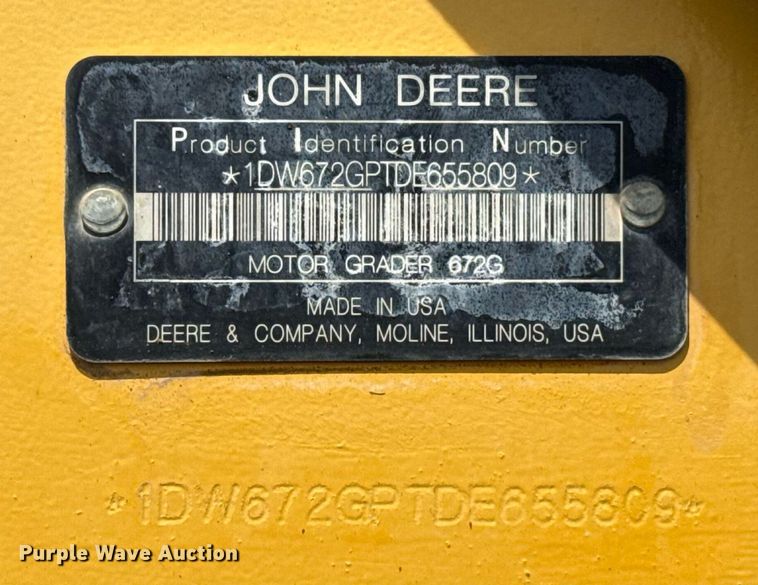 JOHN DEERE
Product Identification Number
*1DW672GPTDE655809*
MOTOR GRADER 672G
MADE IN USA
DEERE & COMPANY, MOLINE, ILLINOIS, USA
*1DW672GPTDE655809*
Purple Wave Auction